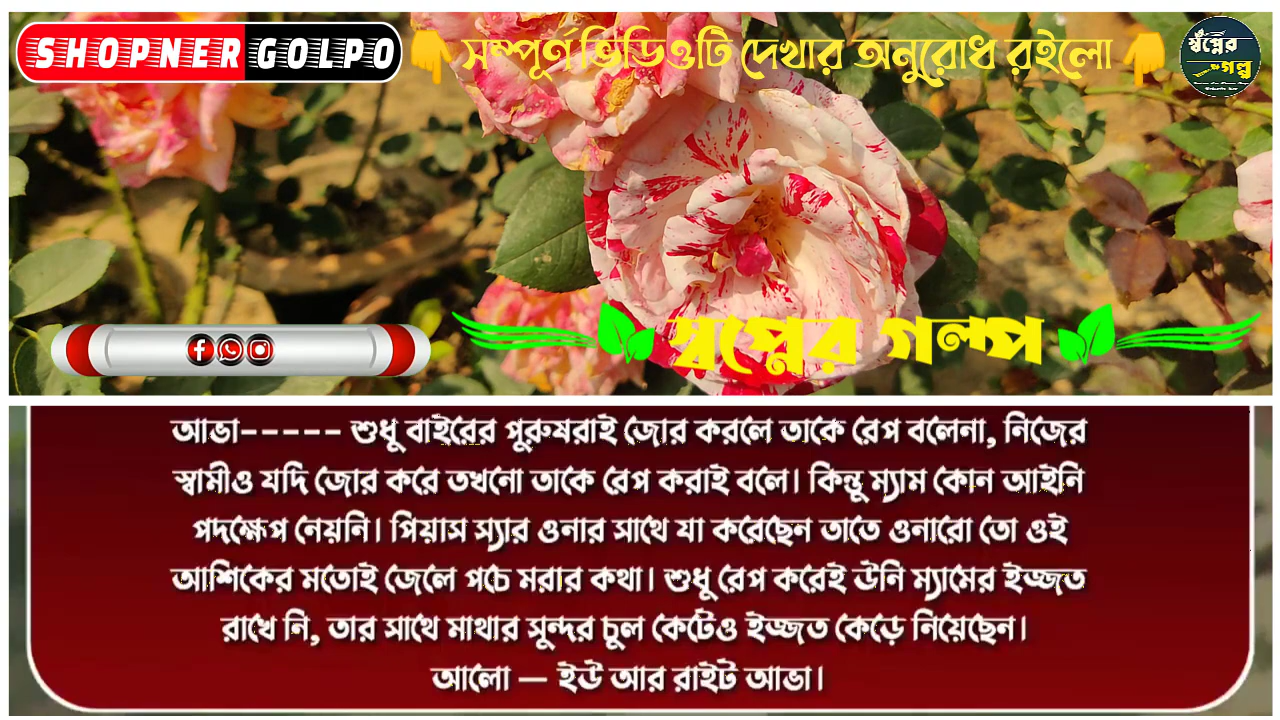 SHOPNER GOLPO
সম্পূর্ণ ভিডিওটি দেখার অনুরোধ রইলো
স্বপ্নের
গল্প
স্বপ্নের গল্প
আভা----- শুধু বাইরের পুরুষরাই জোর করলে তাকে রেপ বলেনা, নিজের
স্বামীও যদি জোর করে তখনো তাকে রেপ করাই বলে। কিন্তু ম্যাম কোন আইনি
পদক্ষেপ নেয়নি। পিয়াস স্যার ওনার সাথে যা করেছেন তাতে ওনারো তো ওই
আশিকের মতোই জেলে পচে মরার কথা। শুধু রেপ করেই উনি ম্যামের ইজ্জত
রাখে নি, তার সাথে মাথার সুন্দর চুল কেটেও ইজ্জত কেড়ে নিয়েছেন।
আলো — ইউ আর রাইট আভা।